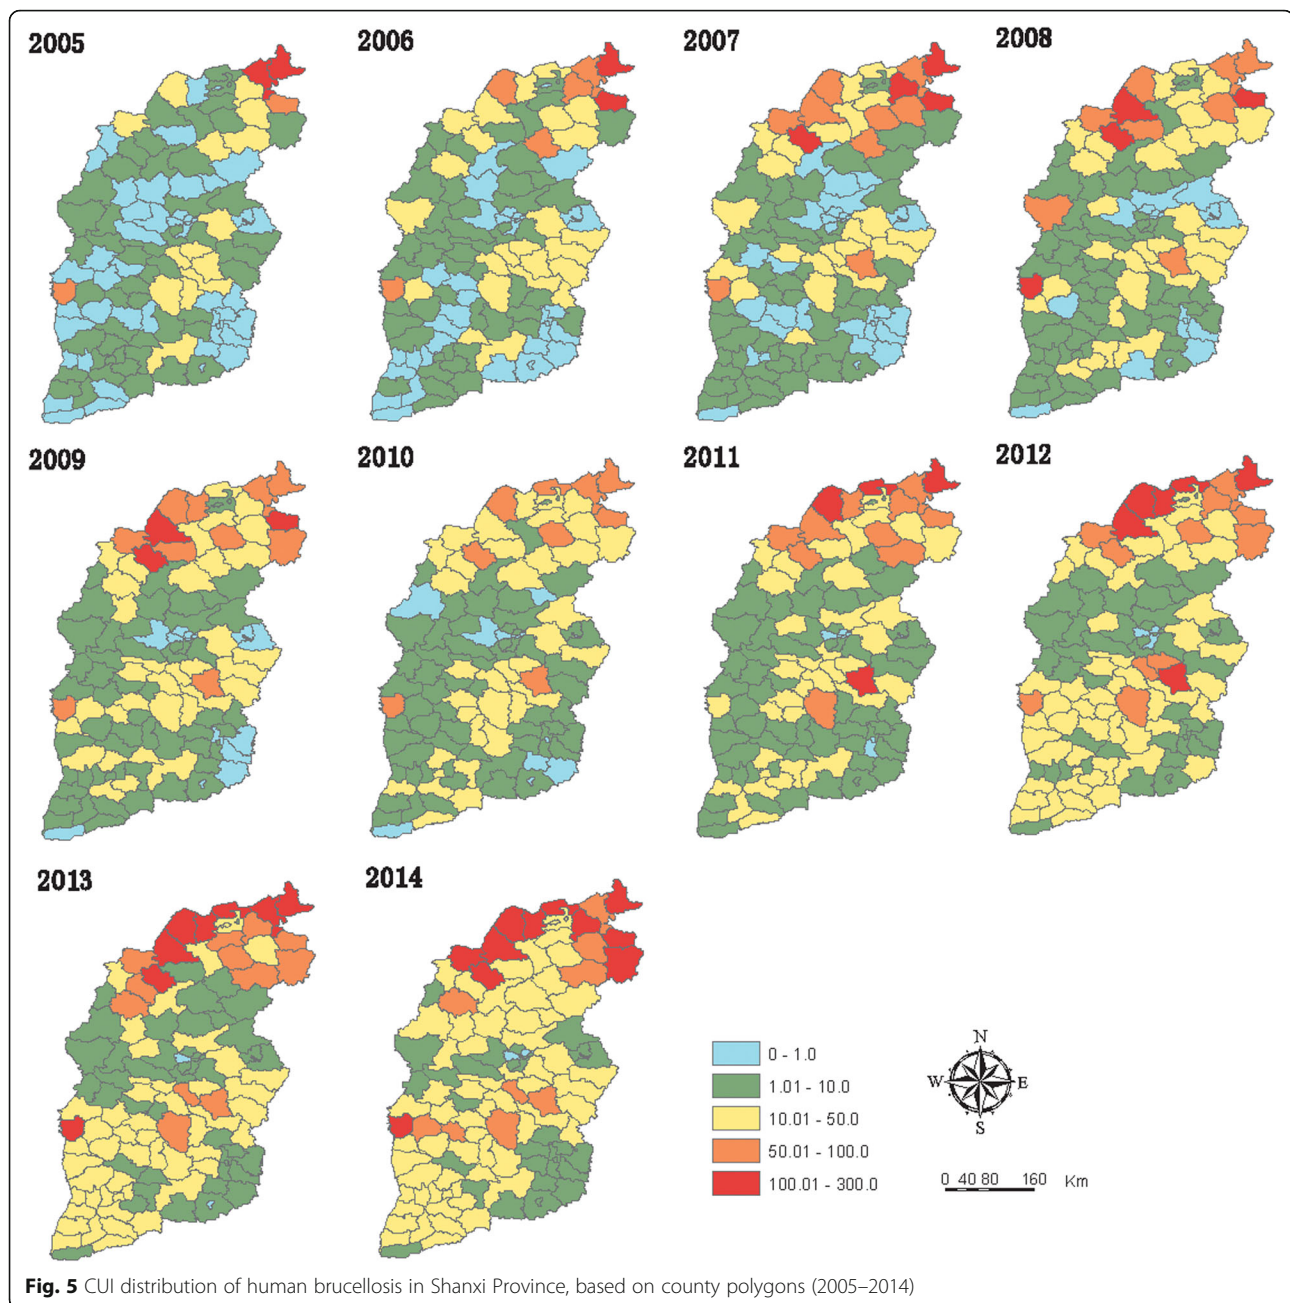 2005
2006
2007
2008
2009
2010
2011
2012
2013
2014
0 - 1.0
1.01 - 10.0
10.01 - 50.0
50.01 - 100.0
100.01 - 300.0
N
W E
S
0 40 80 160 Km
Fig. 5 CUI distribution of human brucellosis in Shanxi Province, based on county polygons (2005–2014)